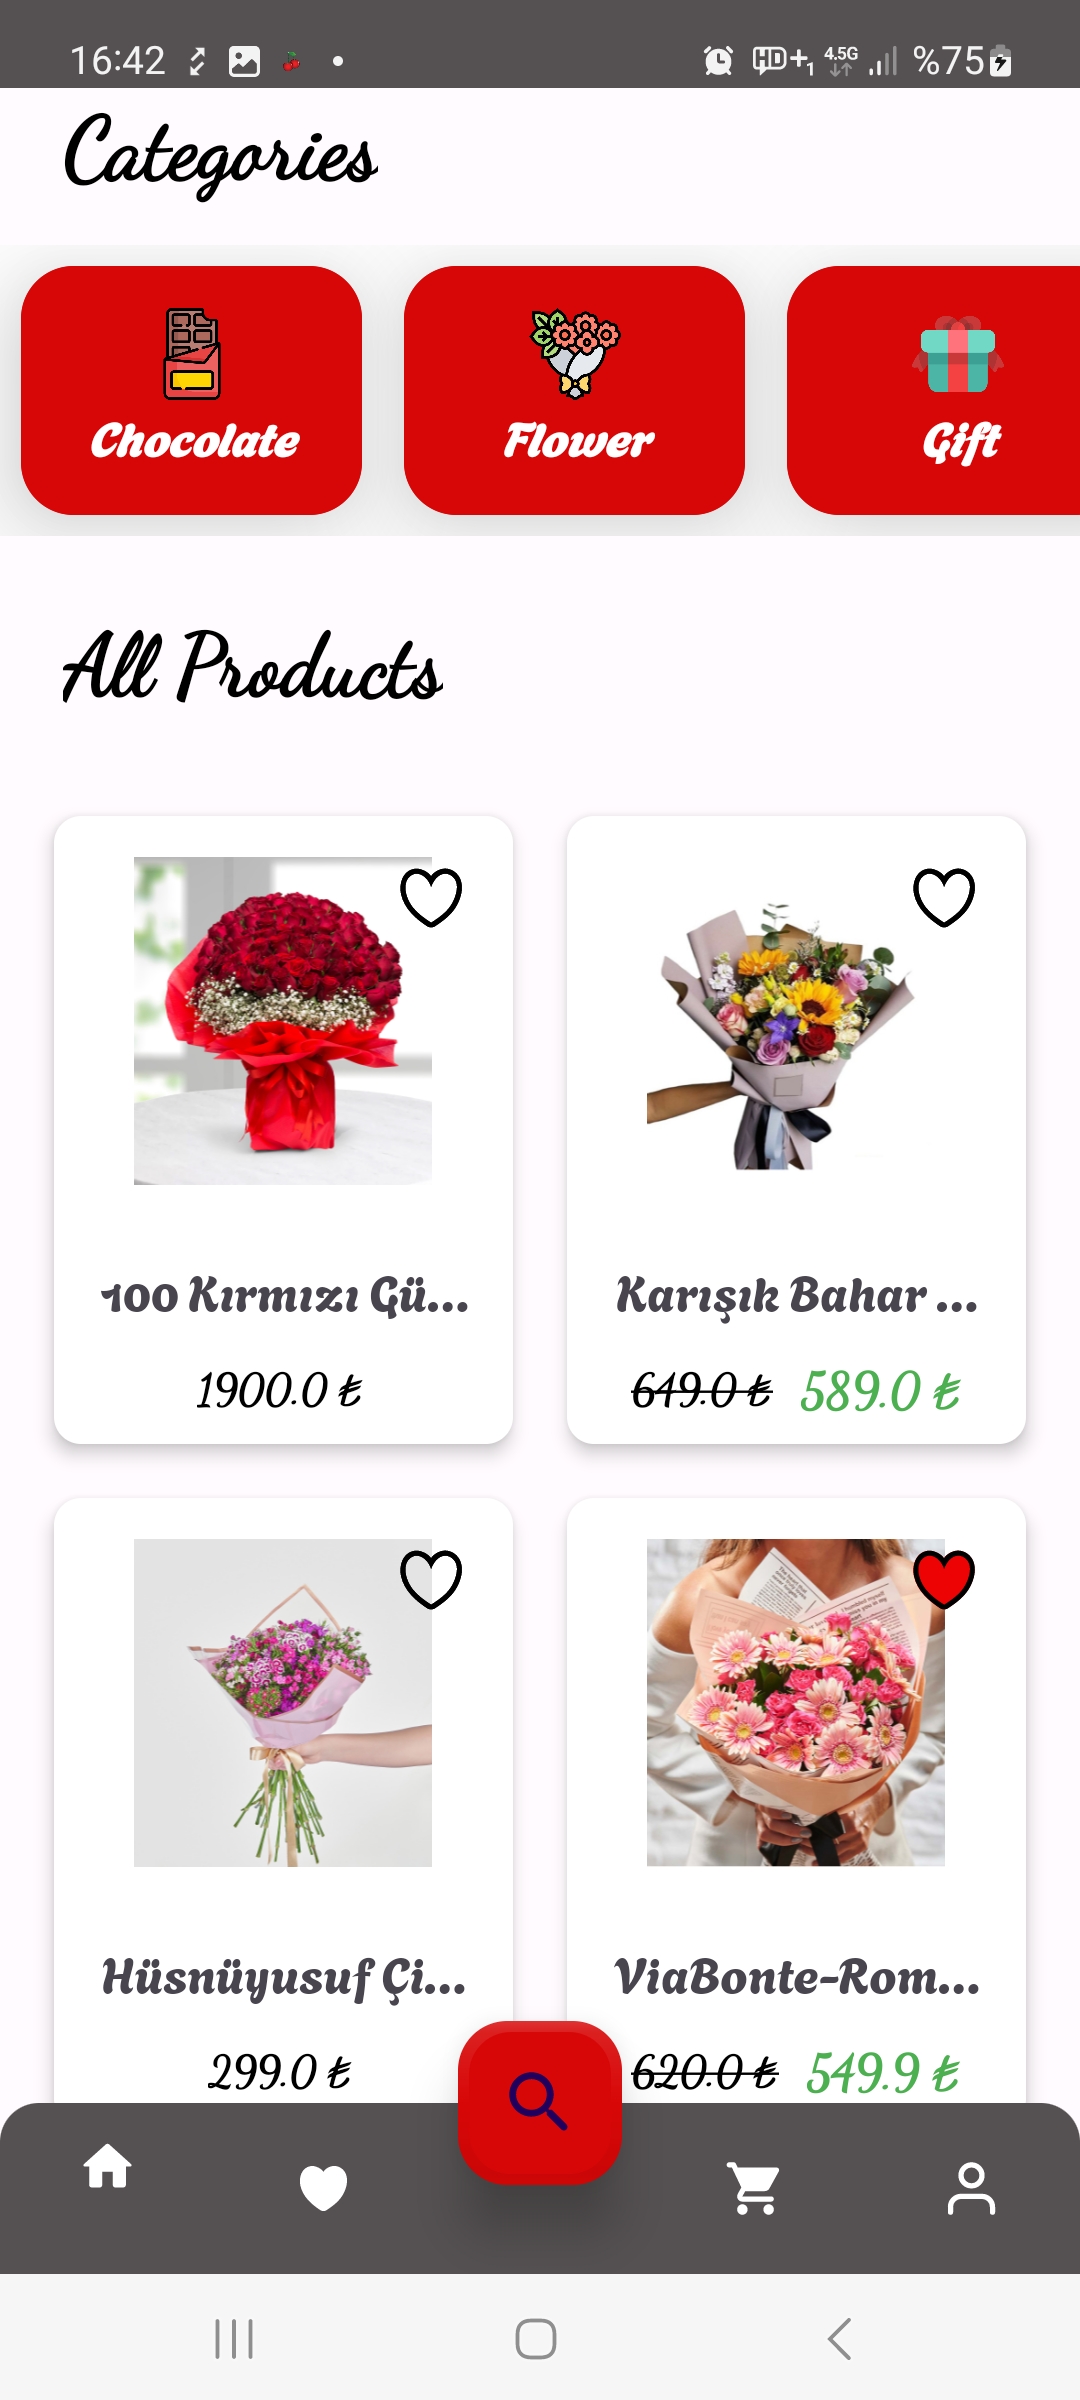 16:42 HD+1 4.5G %75
Categories
Chocolate Flower Gift
All Products
100 Kırmızı Gü... Karışık Bahar ...
1900.0 ₺ 649.0 ₺ 589.0 ₺
Hüsnüyusuf Çi... ViaBonte-Rom...
299.0 ₺ 620.0 ₺ 549.9 ₺